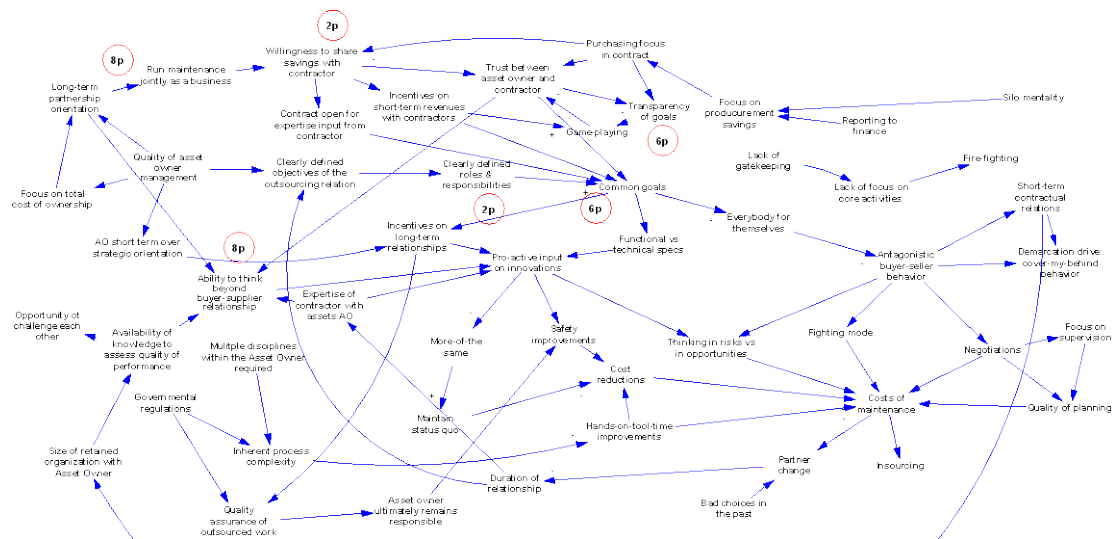 2p
8p
Willingness to share
savings with
contractor
Purchasing focus
in contract
Run maintenance
jointly as a business
Trust between
asset owner and
contractor
Long-term
partnership
orientation
Incentives on
short-term revenues
with contractors
Transparency
of goals
Focus on
producurement
savings
Silo mentality
Contract open for
expertise input from
contractor
+
Game-playing
6p
Reporting to
finance
Quality of asset
owner
management
Clearly defined
objectives of the
outsourcing relation
Clearly defined
roles &
responsibilities
Lack of
gatekeeping
Fire fighting
Focus on total
cost of ownership
+
Common goals
Lack of focus on
core activities
Short-term
contractual
relations
2p
6p
AO short term over
strategic orientation
8p
Incentives on
long-term
relationships
Everybody for
themselves
Functional vs
technical specs
Pro-active input
on innovations
Antagonistic
buyer-seller
behavior
Demarcation drive:
cover-my-behind
behavior
Ability to think
beyond
buyer-supplier
relationship
Expertise of
contractor with
assets AO
Opportunity of
challenge each
other
Availability of
knowledge to
assess quality of
performance
Mulitple disciplines
within the Asset Owner
required
More-of-the
same
Safety
improvements
Thinking in risks vs
in opportunities
Fighting mode
Negotiations
Focus on
supervision
Cost
reductions
Governmental
regulations
+
Maintain
status quo
Costs of
maintenance
Quality of planning
Hands-on-tool-time
improvements
Size of retained
organization with
Asset Owner
Inherent process
complexity
Duration of
relationship
Partner
change
Insourcing
Quality
assurance of
outsourced work
Asset owner
ultimately remains
responsible
Bad choices in
the past